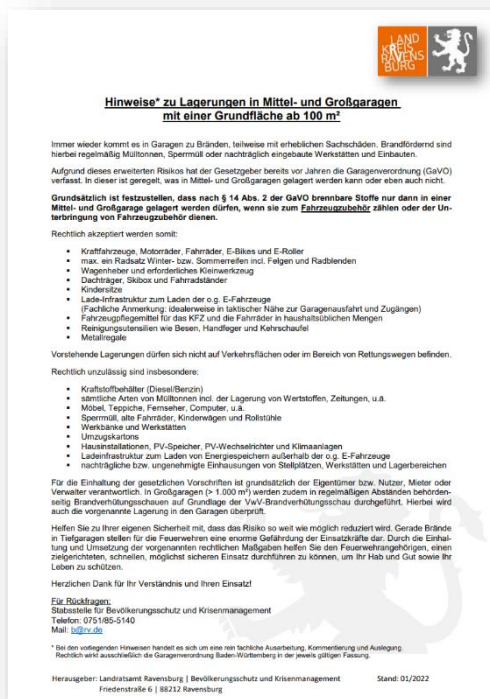 LAND
KREIS
RAVENS
BURG
Hinweise* zu Lagerungen in Mittel- und Großgaragen
mit einer Grundfläche ab 100 m²
Immer wieder kommt es in Garagen zu Bränden, teilweise mit erheblichen Sachschäden. Brandfördernd sind
hierbei regelmäßig Mülltonnen, Sperrmüll oder nachträglich eingebaute Werkstätten und Einbauten.
Aufgrund dieses erweiterten Risikos hat der Gesetzgeber bereits vor Jahren die Garagenverordnung (GaVO)
verfasst. In dieser ist geregelt, was in Mittel- und Großgaragen gelagert werden kann oder eben auch nicht.
Grundsätzlich ist festzustellen, dass nach § 14 Abs. 2 der GaVO brennbare Stoffe nur dann in einer
Mittel- und Großgarage gelagert werden dürfen, wenn sie zum Fahrzeugzubehör zählen oder der Un-
terbringung von Fahrzeugzubehör dienen.
Rechtlich akzeptiert werden somit:
▪ Kraftfahrzeuge, Motorräder, Fahrräder, E-Bikes und E-Roller
▪ max. ein Radsatz Winter- bzw. Sommerreifen incl. Felgen und Radblenden
▪ Wagenheber und erforderliches Kleinwerkzeug
▪ Dachträger, Skibox und Fahrradständer
▪ Kindersitze
▪ Lade-Infrastruktur zum Laden der o.g. E-Fahrzeuge
(Fachliche Anmerkung: idealerweise in taktischer Nähe zur Garagenausfahrt und Zugängen)
▪ Fahrzeugpflegemittel für das KFZ und die Fahrräder in haushaltsüblichen Mengen
▪ Reinigungsutensilien wie Besen, Handfeger und Kehrschaufel
▪ Metallregale
Vorstehende Lagerungen dürfen sich nicht auf Verkehrsflächen oder im Bereich von Rettungswegen befinden.
Rechtlich unzulässig sind insbesondere:
▪ Kraftstoffbehälter (Diesel/Benzin)
▪ sämtliche Arten von Mülltonnen incl. der Lagerung von Wertstoffen, Zeitungen, u.ä.
▪ Möbel, Teppiche, Fernseher, Computer, u.ä.
▪ Sperrmüll, alte Fahrräder, Kinderwägen und Rollstühle
▪ Werkbänke und Werkstätten
▪ Umzugskartons
▪ Hausinstallationen, PV-Speicher, PV-Wechselrichter und Klimaanlagen
▪ Ladeinfrastruktur zum Laden von Energiespeichern außerhalb der o.g. E-Fahrzeuge
▪ nachträgliche bzw. ungenehmigte Einhausungen von Stellplätzen, Werkstätten und Lagerbereichen
Für die Einhaltung der gesetzlichen Vorschriften ist grundsätzlich der Eigentümer bzw. Nutzer, Mieter oder
Verwalter verantwortlich. In Großgaragen (> 1.000 m²) werden zudem in regelmäßigen Abständen behörden-
seitig Brandverhütungsschauen auf Grundlage der VwV-Brandverhütungsschau durchgeführt. Hierbei wird
auch die vorgenannte Lagerung in den Garagen überprüft.
Helfen Sie zu Ihrer eigenen Sicherheit mit, dass das Risiko so weit wie möglich reduziert wird. Gerade Brände
in Tiefgaragen stellen für die Feuerwehren eine enorme Gefährdung der Einsatzkräfte dar. Durch die Einhal-
tung und Umsetzung der vorgenannten rechtlichen Maßgaben helfen Sie den Feuerwehrangehörigen, einen
zielgerichteten, schnellen, möglichst sicheren Einsatz durchführen zu können, um Ihr Hab und Gut sowie Ihr
Leben zu schützen.
Herzlichen Dank für Ihr Verständnis und Ihren Einsatz!
Für Rückfragen:
Stabsstelle für Bevölkerungsschutz und Krisenmanagement
Telefon: 0751/85-5140
Mail: b@rv.de
* Bei den vorliegenden Hinweisen handelt es sich um eine rein fachliche Ausarbeitung, Kommentierung und Auslegung.
Rechtlich wirkt ausschließlich die Garagenverordnung Baden-Württemberg in der jeweils gültigen Fassung.
Herausgeber: Landratsamt Ravensburg | Bevölkerungsschutz und Krisenmanagement Stand: 01/2022
Friedenstraße 6 | 88212 Ravensburg